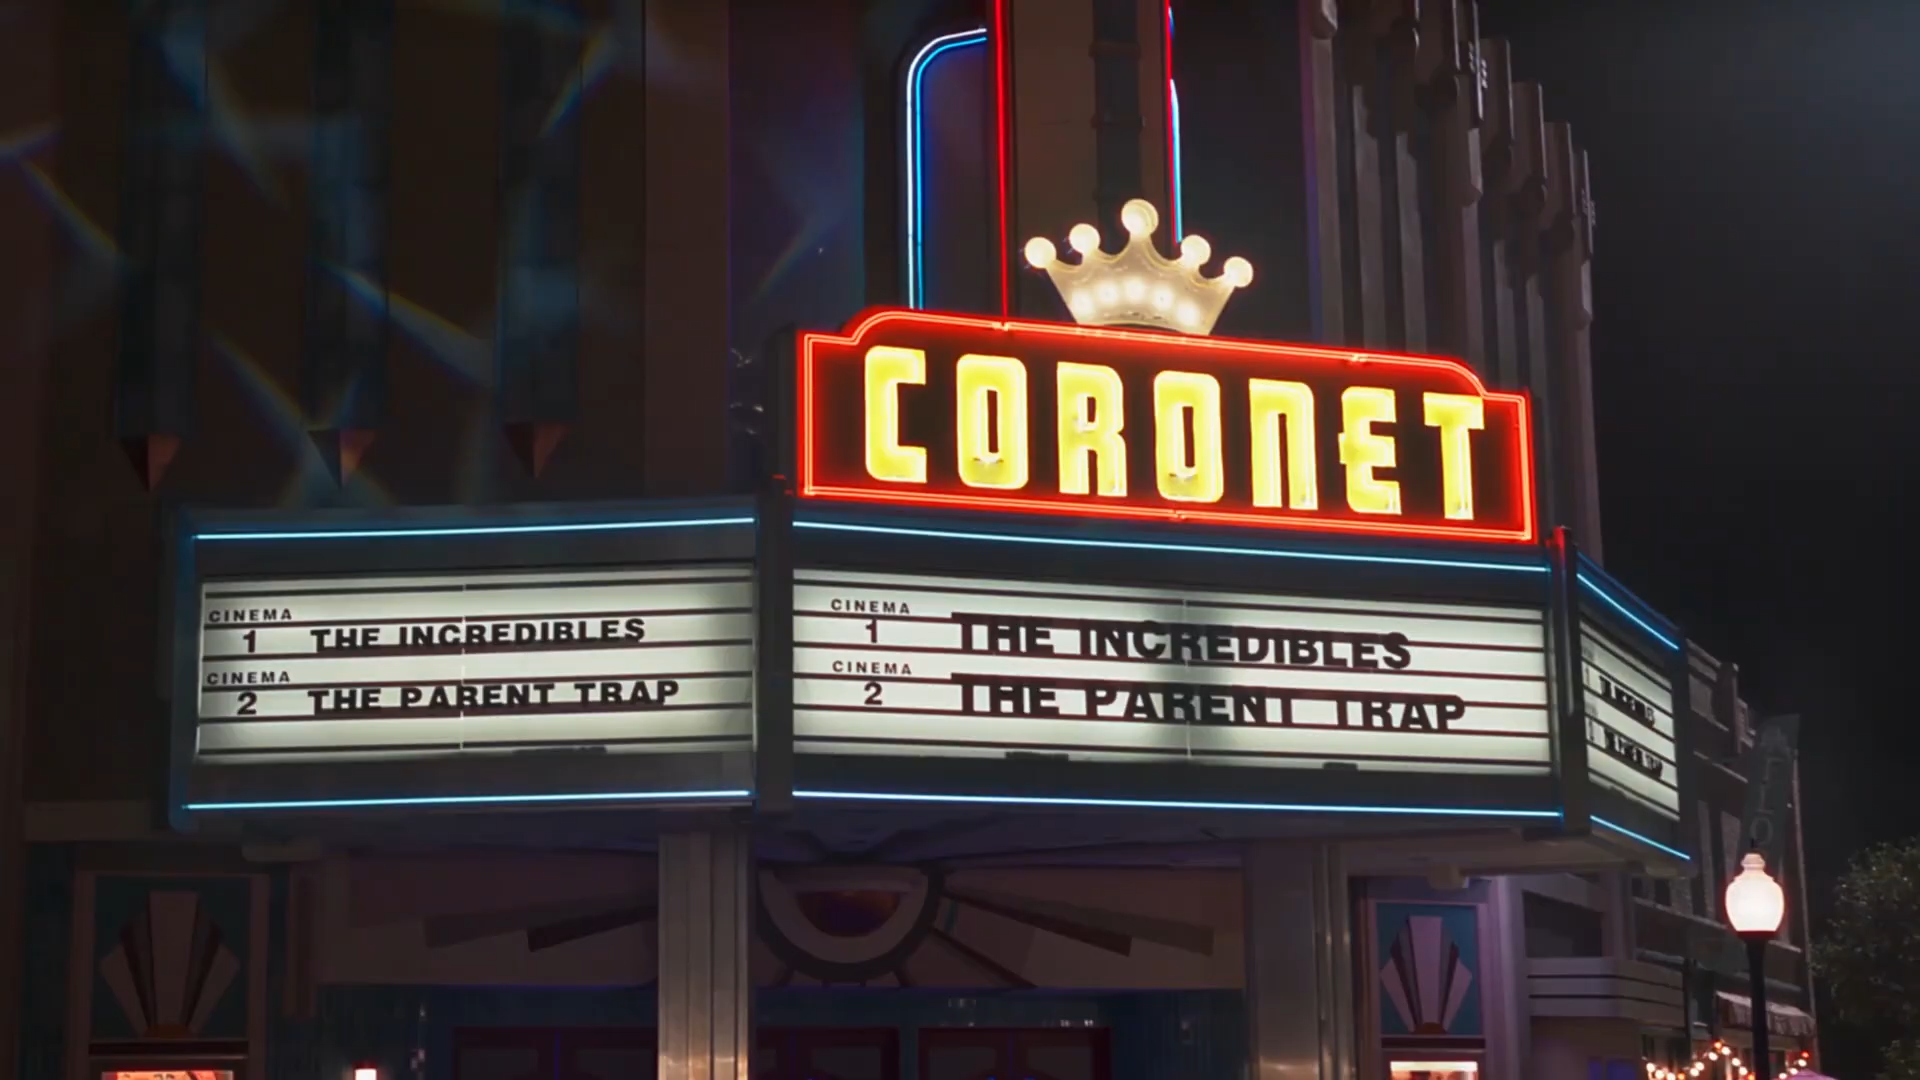 CORONET
CINEMA
1 THE INCREDIBLES
CINEMA
2 THE PARENT TRAP
CINEMA
1 THE INCREDIBLES
CINEMA
2 THE PARENT TRAP